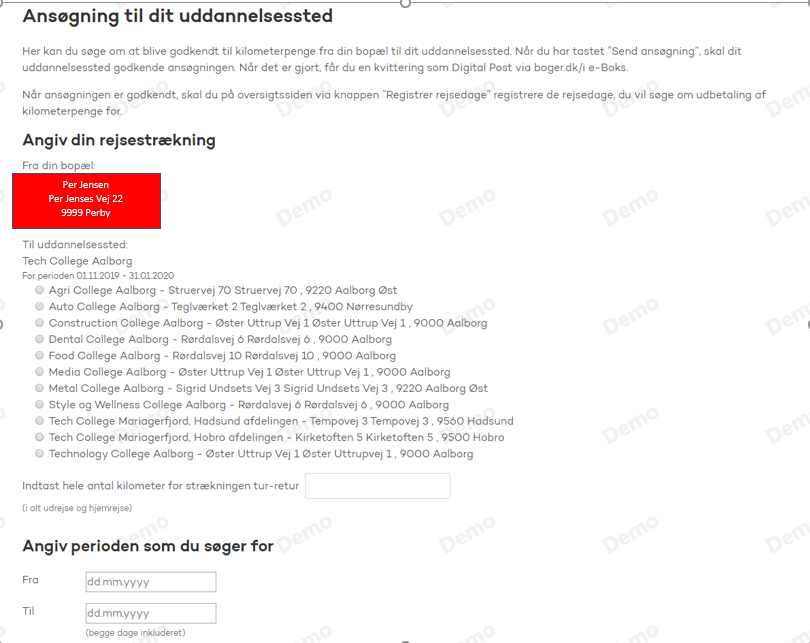 Ansøgning til dit uddannelsessted
Her kan du søge om at blive godkendt til kilometerpenge fra din bopæl til dit uddannelsessted. Når du har tastet "Send ansøgning", skal dit
uddannelsessted godkende ansøgningen. Når det er gjort, får du en kvittering som Digital Post via boger.dk/i e-Boks.
Når ansøgningen er godkendt, skal du på oversigtssiden via knappen "Registrer rejsedage" registrere de rejsedage, du vil søge om udbetaling af
kilometerpenge for.
Angiv din rejsestrækning
Fra din bopæl:
Per Jensen
Per Jenses Vej 22
9999 Perby
Til uddannelsessted:
Tech College Aalborg
For perioden 01.11.2019 - 31.01.2020
Agri College Aalborg - Struervej 70 Struervej 70 , 9220 Aalborg Øst
Auto College Aalborg - Teglværket 2 Teglværket 2 , 9400 Nørresundby
Construction College Aalborg - Øster Uttrup Vej 1 Øster Uttrup Vej 1 , 9000 Aalborg
Dental College Aalborg - Rørdalsvej 6 Rørdalsvej 6 , 9000 Aalborg
Food College Aalborg - Rørdalsvej 10 Rørdalsvej 10 , 9000 Aalborg
Media College Aalborg - Øster Uttrup Vej 1 Øster Uttrup Vej 1 , 9000 Aalborg
Metal College Aalborg - Sigrid Undsets Vej 3 Sigrid Undsets Vej 3 , 9220 Aalborg Øst
Style og Wellness College Aalborg - Rørdalsvej 6 Rørdalsvej 6 , 9000 Aalborg
Tech College Mariagerfjord, Hadsund afdelingen - Tempovej 3 Tempovej 3 , 9560 Hadsund
Tech College Mariagerfjord, Hobro afdelingen - Kirketoften 5 Kirketoften 5 , 9500 Hobro
Technology College Aalborg - Øster Uttrup Vej 1 Øster Uttrupvej 1 , 9000 Aalborg
Indtast hele antal kilometer for strækningen tur-retur
(i alt udrejse og hjemrejse)
Angiv perioden som du søger for
Fra dd.mm.yyyy
Til dd.mm.yyyy
(begge dage inkluderet)